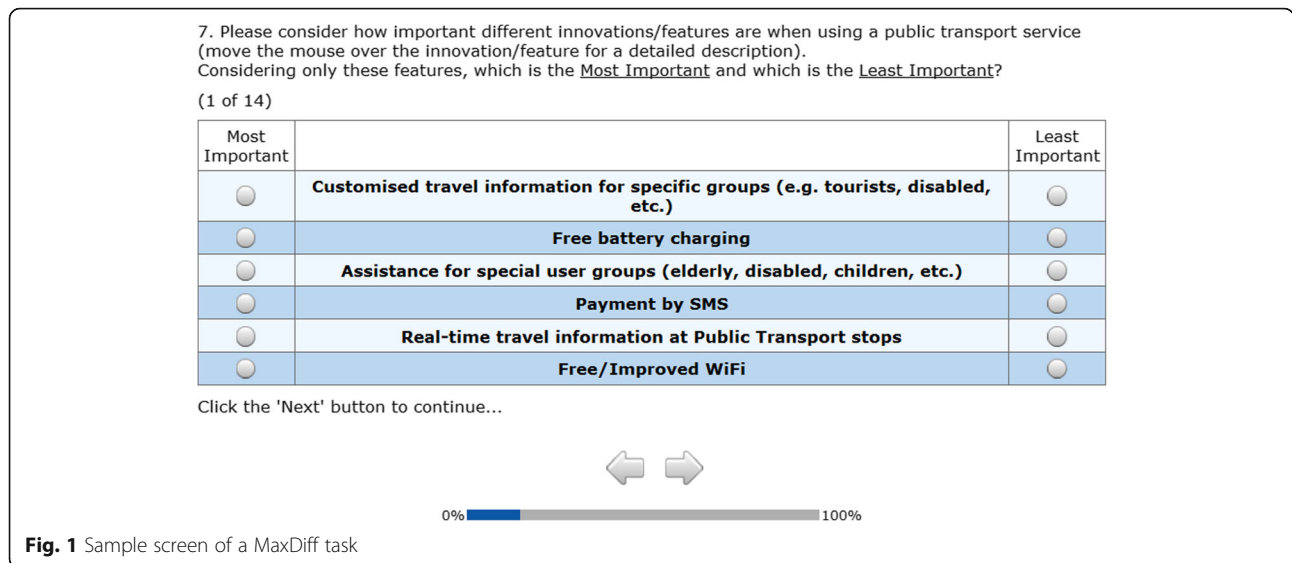 7. Please consider how important different innovations/features are when using a public transport service
(move the mouse over the innovation/feature for a detailed description).
Considering only these features, which is the Most Important and which is the Least Important?
(1 of 14)
Most
Important
Least
Important
Customised travel information for specific groups (e.g. tourists, disabled,
etc.)
Free battery charging
Assistance for special user groups (elderly, disabled, children, etc.)
Payment by SMS
Real-time travel information at Public Transport stops
Free/Improved WiFi
Click the 'Next' button to continue...
0% 100%
Fig. 1 Sample screen of a MaxDiff task